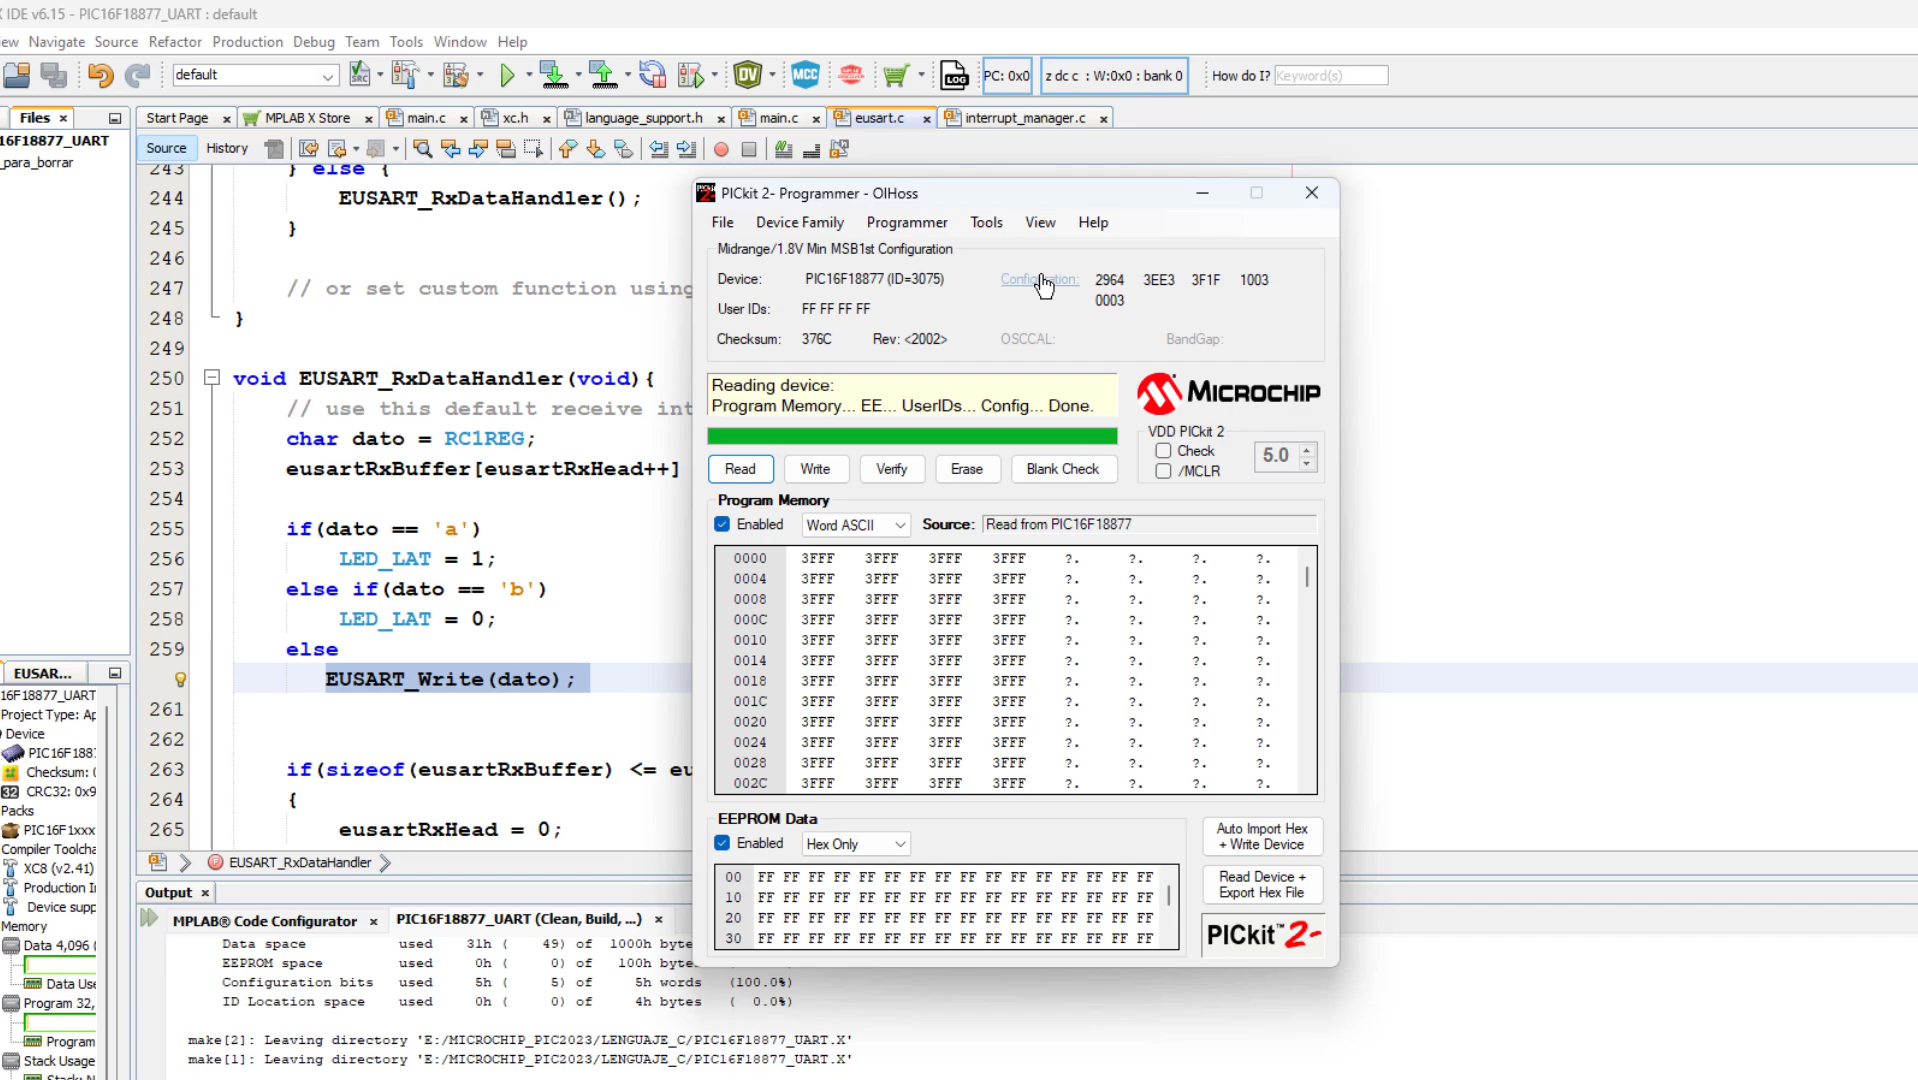 X IDE v6.15 - PIC16F18877_UART : default
Navigate Source Refactor Production Debug Team Tools Window Help
default PC: 0x0 z dc c : W:0x0 : bank 0 How do I? Keyword(s)
Files Start Page MPLAB X Store main.c xc.h language_support.h main.c eusart.c interrupt_manager.c
16F18877_UART
_para_borrar
Source History
243 } else {
244 EUSART_RxDataHandler();
245 }
246
247 // or set custom function using
248 }
249
250 void EUSART_RxDataHandler(void){
251 // use this default receive int
252 char dato = RC1REG;
253 eusartRxBuffer[eusartRxHead++]
254
255 if(dato == 'a')
256 LED_LAT = 1;
257 else if(dato == 'b')
258 LED_LAT = 0;
259 else
EUSART_Write(dato);
261
262
263 if(sizeof(eusartRxBuffer) <= eu
264 {
265 eusartRxHead = 0;
EUSART_RxDataHandler
PICkit 2- Programmer - OIHoss
File Device Family Programmer Tools View Help
Midrange/1.8V Min MSB1st Configuration
Device: PIC16F18877 (ID=3075) Configuration: 2964 3EE3 3F1F 1003
0003
User IDs: FF FF FF FF
Checksum: 376C Rev: <2002> OSCCAL: BandGap:
Reading device:
Program Memory... EE... UserIDs... Config... Done.
MICROCHIP
VDD PICkit 2
Check
/MCLR
5.0
Read Write Verify Erase Blank Check
Program Memory
Enabled Word ASCII Source: Read from PIC16F18877
0000 3FFF 3FFF 3FFF 3FFF ?. ?. ?. ?.
0004 3FFF 3FFF 3FFF 3FFF ?. ?. ?. ?.
0008 3FFF 3FFF 3FFF 3FFF ?. ?. ?. ?.
000C 3FFF 3FFF 3FFF 3FFF ?. ?. ?. ?.
0010 3FFF 3FFF 3FFF 3FFF ?. ?. ?. ?.
0014 3FFF 3FFF 3FFF 3FFF ?. ?. ?. ?.
0018 3FFF 3FFF 3FFF 3FFF ?. ?. ?. ?.
001C 3FFF 3FFF 3FFF 3FFF ?. ?. ?. ?.
0020 3FFF 3FFF 3FFF 3FFF ?. ?. ?. ?.
0024 3FFF 3FFF 3FFF 3FFF ?. ?. ?. ?.
0028 3FFF 3FFF 3FFF 3FFF ?. ?. ?. ?.
002C 3FFF 3FFF 3FFF 3FFF ?. ?. ?. ?.
EEPROM Data
Enabled Hex Only
00 FF FF FF FF FF FF FF FF FF FF FF FF FF FF FF FF
10 FF FF FF FF FF FF FF FF FF FF FF FF FF FF FF FF
20 FF FF FF FF FF FF FF FF FF FF FF FF FF FF FF FF
30 FF FF FF FF FF FF FF FF FF FF FF FF FF FF FF FF
Auto Import Hex
+ Write Device
Read Device +
Export Hex File
PICkit™ 2-
EUSAR...
16F18877_UART
Project Type: Ap
Device
PIC16F188
Checksum:
CRC32: 0x9
Packs
PIC16F1xxx
Compiler Toolcha
XC8 (v2.41)
Production I
Device supp
Memory
Data 4,096 (
Data Use
Program 32,
Program
Stack Usage
Output
MPLAB® Code Configurator PIC16F18877_UART (Clean, Build, ...)
Data space used 31h ( 49) of 1000h byte
EEPROM space used 0h ( 0) of 100h byte
Configuration bits used 5h ( 5) of 5h words (100.0%)
ID Location space used 0h ( 0) of 4h bytes ( 0.0%)
make[2]: Leaving directory 'E:/MICROCHIP_PIC2023/LENGUAJE_C/PIC16F18877_UART.X'
make[1]: Leaving directory 'E:/MICROCHIP_PIC2023/LENGUAJE_C/PIC16F18877_UART.X'